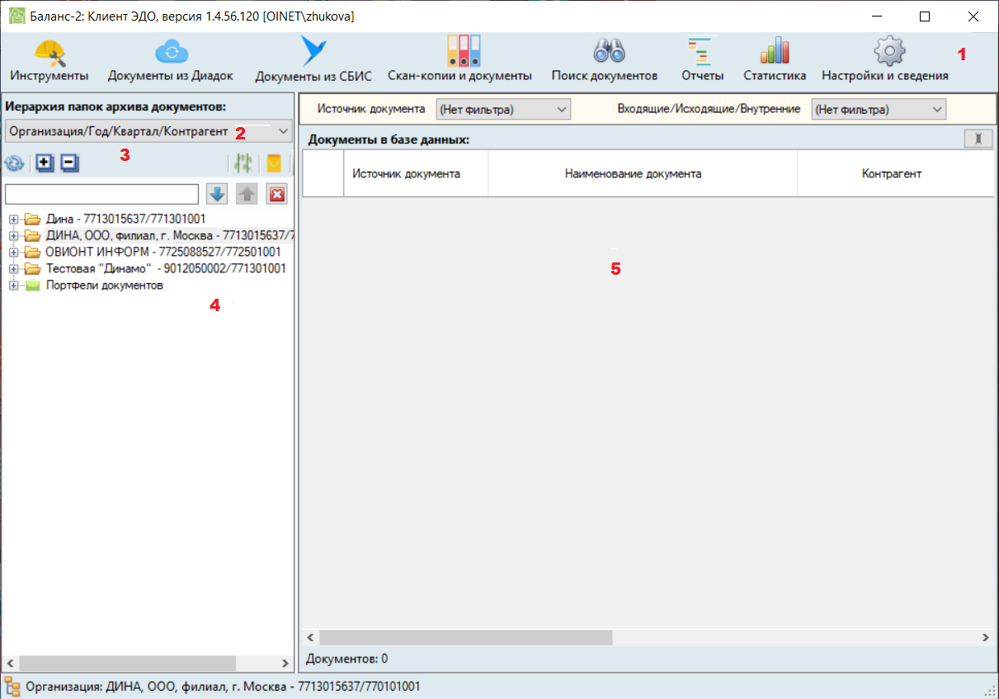 Баланс-2: Клиент ЭДО, версия 1.4.56.120 [OINET\zhukova]
Инструменты Документы из Диадок Документы из СБИС Скан-копии и документы Поиск документов Отчеты Статистика Настройки и сведения 1
Иерархия папок архива документов:
Организация/Год/Квартал/Контрагент 2
3
Дина - 7713015637/771301001
ДИНА, ООО, филиал, г. Москва - 7713015637/7
ОВИОНТ ИНФОРМ - 7725088527/772501001
Тестовая "Динамо" - 9012050002/771301001
Портфели документов
4
Источник документа (Нет фильтра) Входящие/Исходящие/Внутренние (Нет фильтра)
Документы в базе данных:
Источник документа Наименование документа Контрагент
5
Документов: 0
Организация: ДИНА, ООО, филиал, г. Москва - 7713015637/770101001